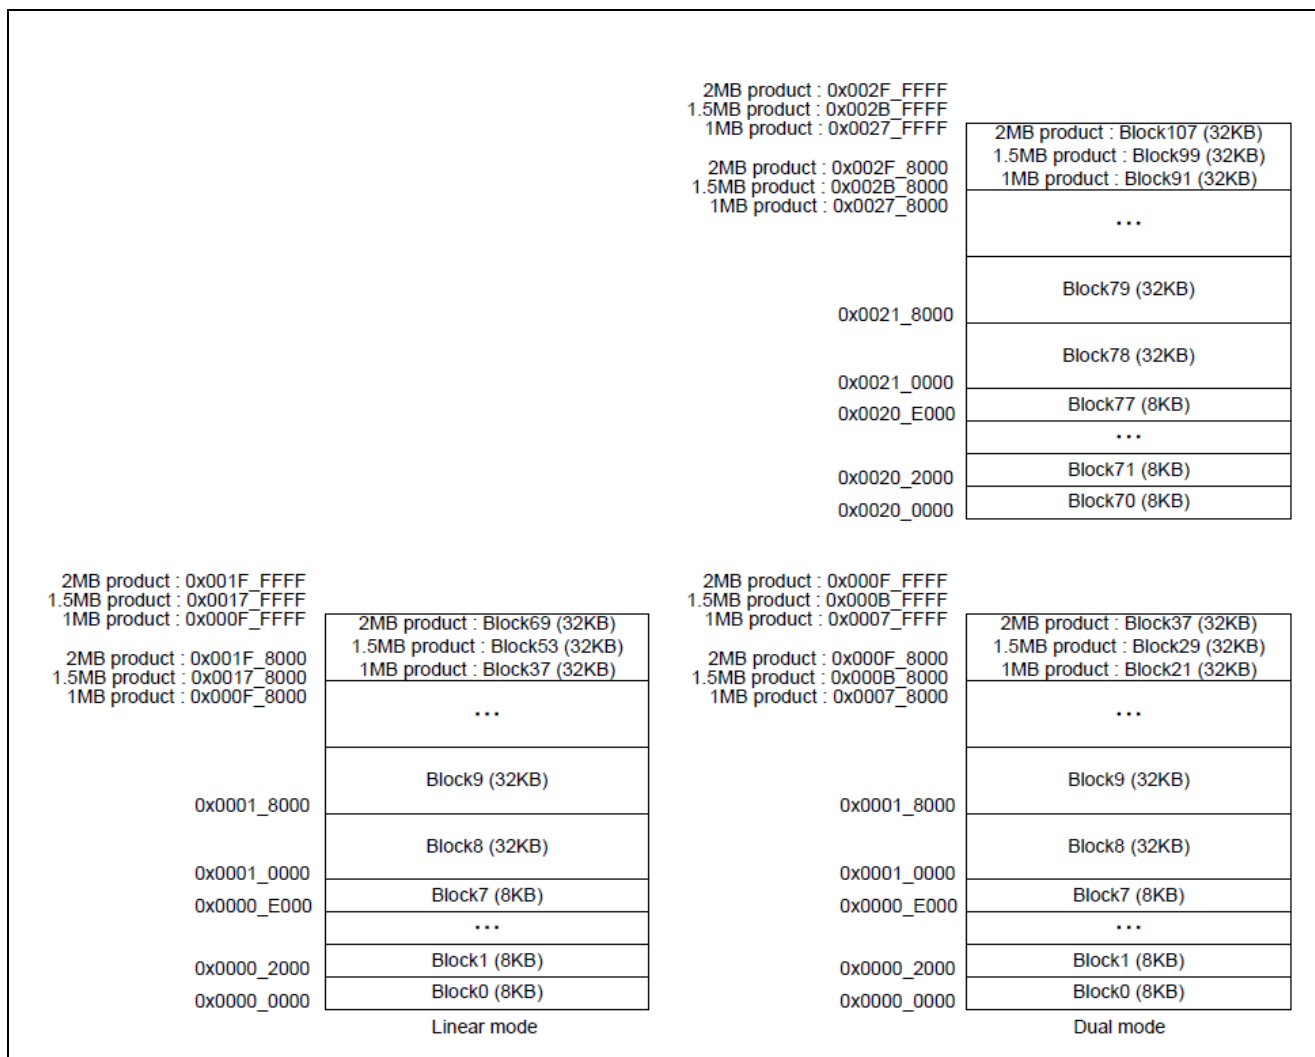 2MB product : 0x002F_FFFF
1.5MB product : 0x002B_FFFF
1MB product : 0x0027_FFFF
2MB product : Block107 (32KB)
1.5MB product : Block99 (32KB)
1MB product : Block91 (32KB)
2MB product : 0x002F_8000
1.5MB product : 0x002B_8000
1MB product : 0x0027_8000
...
Block79 (32KB)
0x0021_8000
Block78 (32KB)
0x0021_0000
Block77 (8KB)
0x0020_E000
...
Block71 (8KB)
0x0020_2000
Block70 (8KB)
0x0020_0000
2MB product : 0x001F_FFFF
1.5MB product : 0x0017_FFFF
1MB product : 0x000F_FFFF
2MB product : Block69 (32KB)
1.5MB product : Block53 (32KB)
1MB product : Block37 (32KB)
2MB product : 0x001F_8000
1.5MB product : 0x0017_8000
1MB product : 0x000F_8000
...
Block9 (32KB)
0x0001_8000
Block8 (32KB)
0x0001_0000
Block7 (8KB)
0x0000_E000
...
Block1 (8KB)
0x0000_2000
Block0 (8KB)
0x0000_0000
Linear mode
2MB product : 0x000F_FFFF
1.5MB product : 0x000B_FFFF
1MB product : 0x0007_FFFF
2MB product : Block37 (32KB)
1.5MB product : Block29 (32KB)
1MB product : Block21 (32KB)
2MB product : 0x000F_8000
1.5MB product : 0x000B_8000
1MB product : 0x0007_8000
...
Block9 (32KB)
0x0001_8000
Block8 (32KB)
0x0001_0000
Block7 (8KB)
0x0000_E000
...
Block1 (8KB)
0x0000_2000
Block0 (8KB)
0x0000_0000
Dual mode